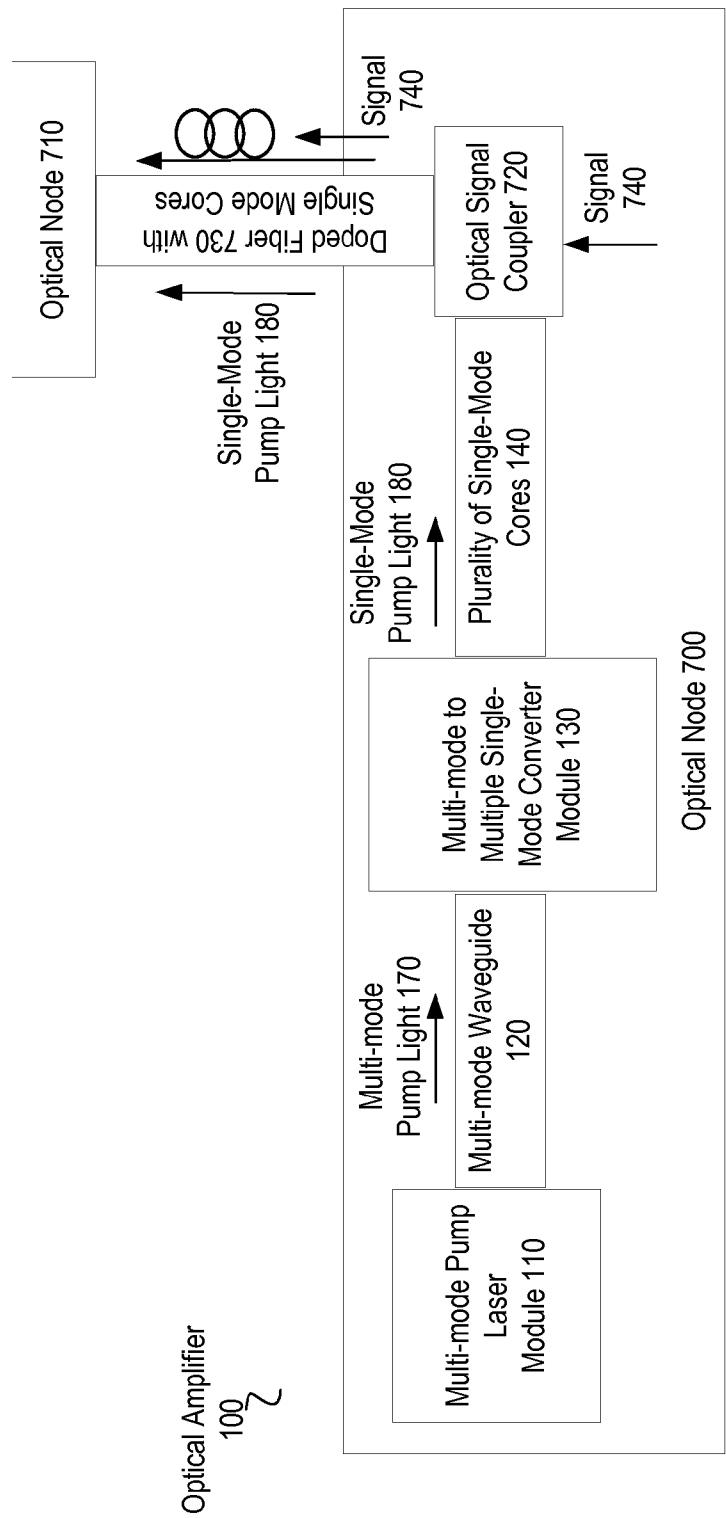 Optical Amplifier
100
Multi-mode Pump
Laser
Module 110
Multi-mode
Pump Light 170
Multi-mode Waveguide
120
Multi-mode to
Multiple Single-
Mode Converter
Module 130
Single-Mode
Pump Light 180
Plurality of Single-Mode
Cores 140
Optical Signal
Coupler 720
Signal
740
Optical Node 700
Single-Mode
Pump Light 180
Doped Fiber 730 with
Single Mode Cores
Signal
740
Optical Node 710